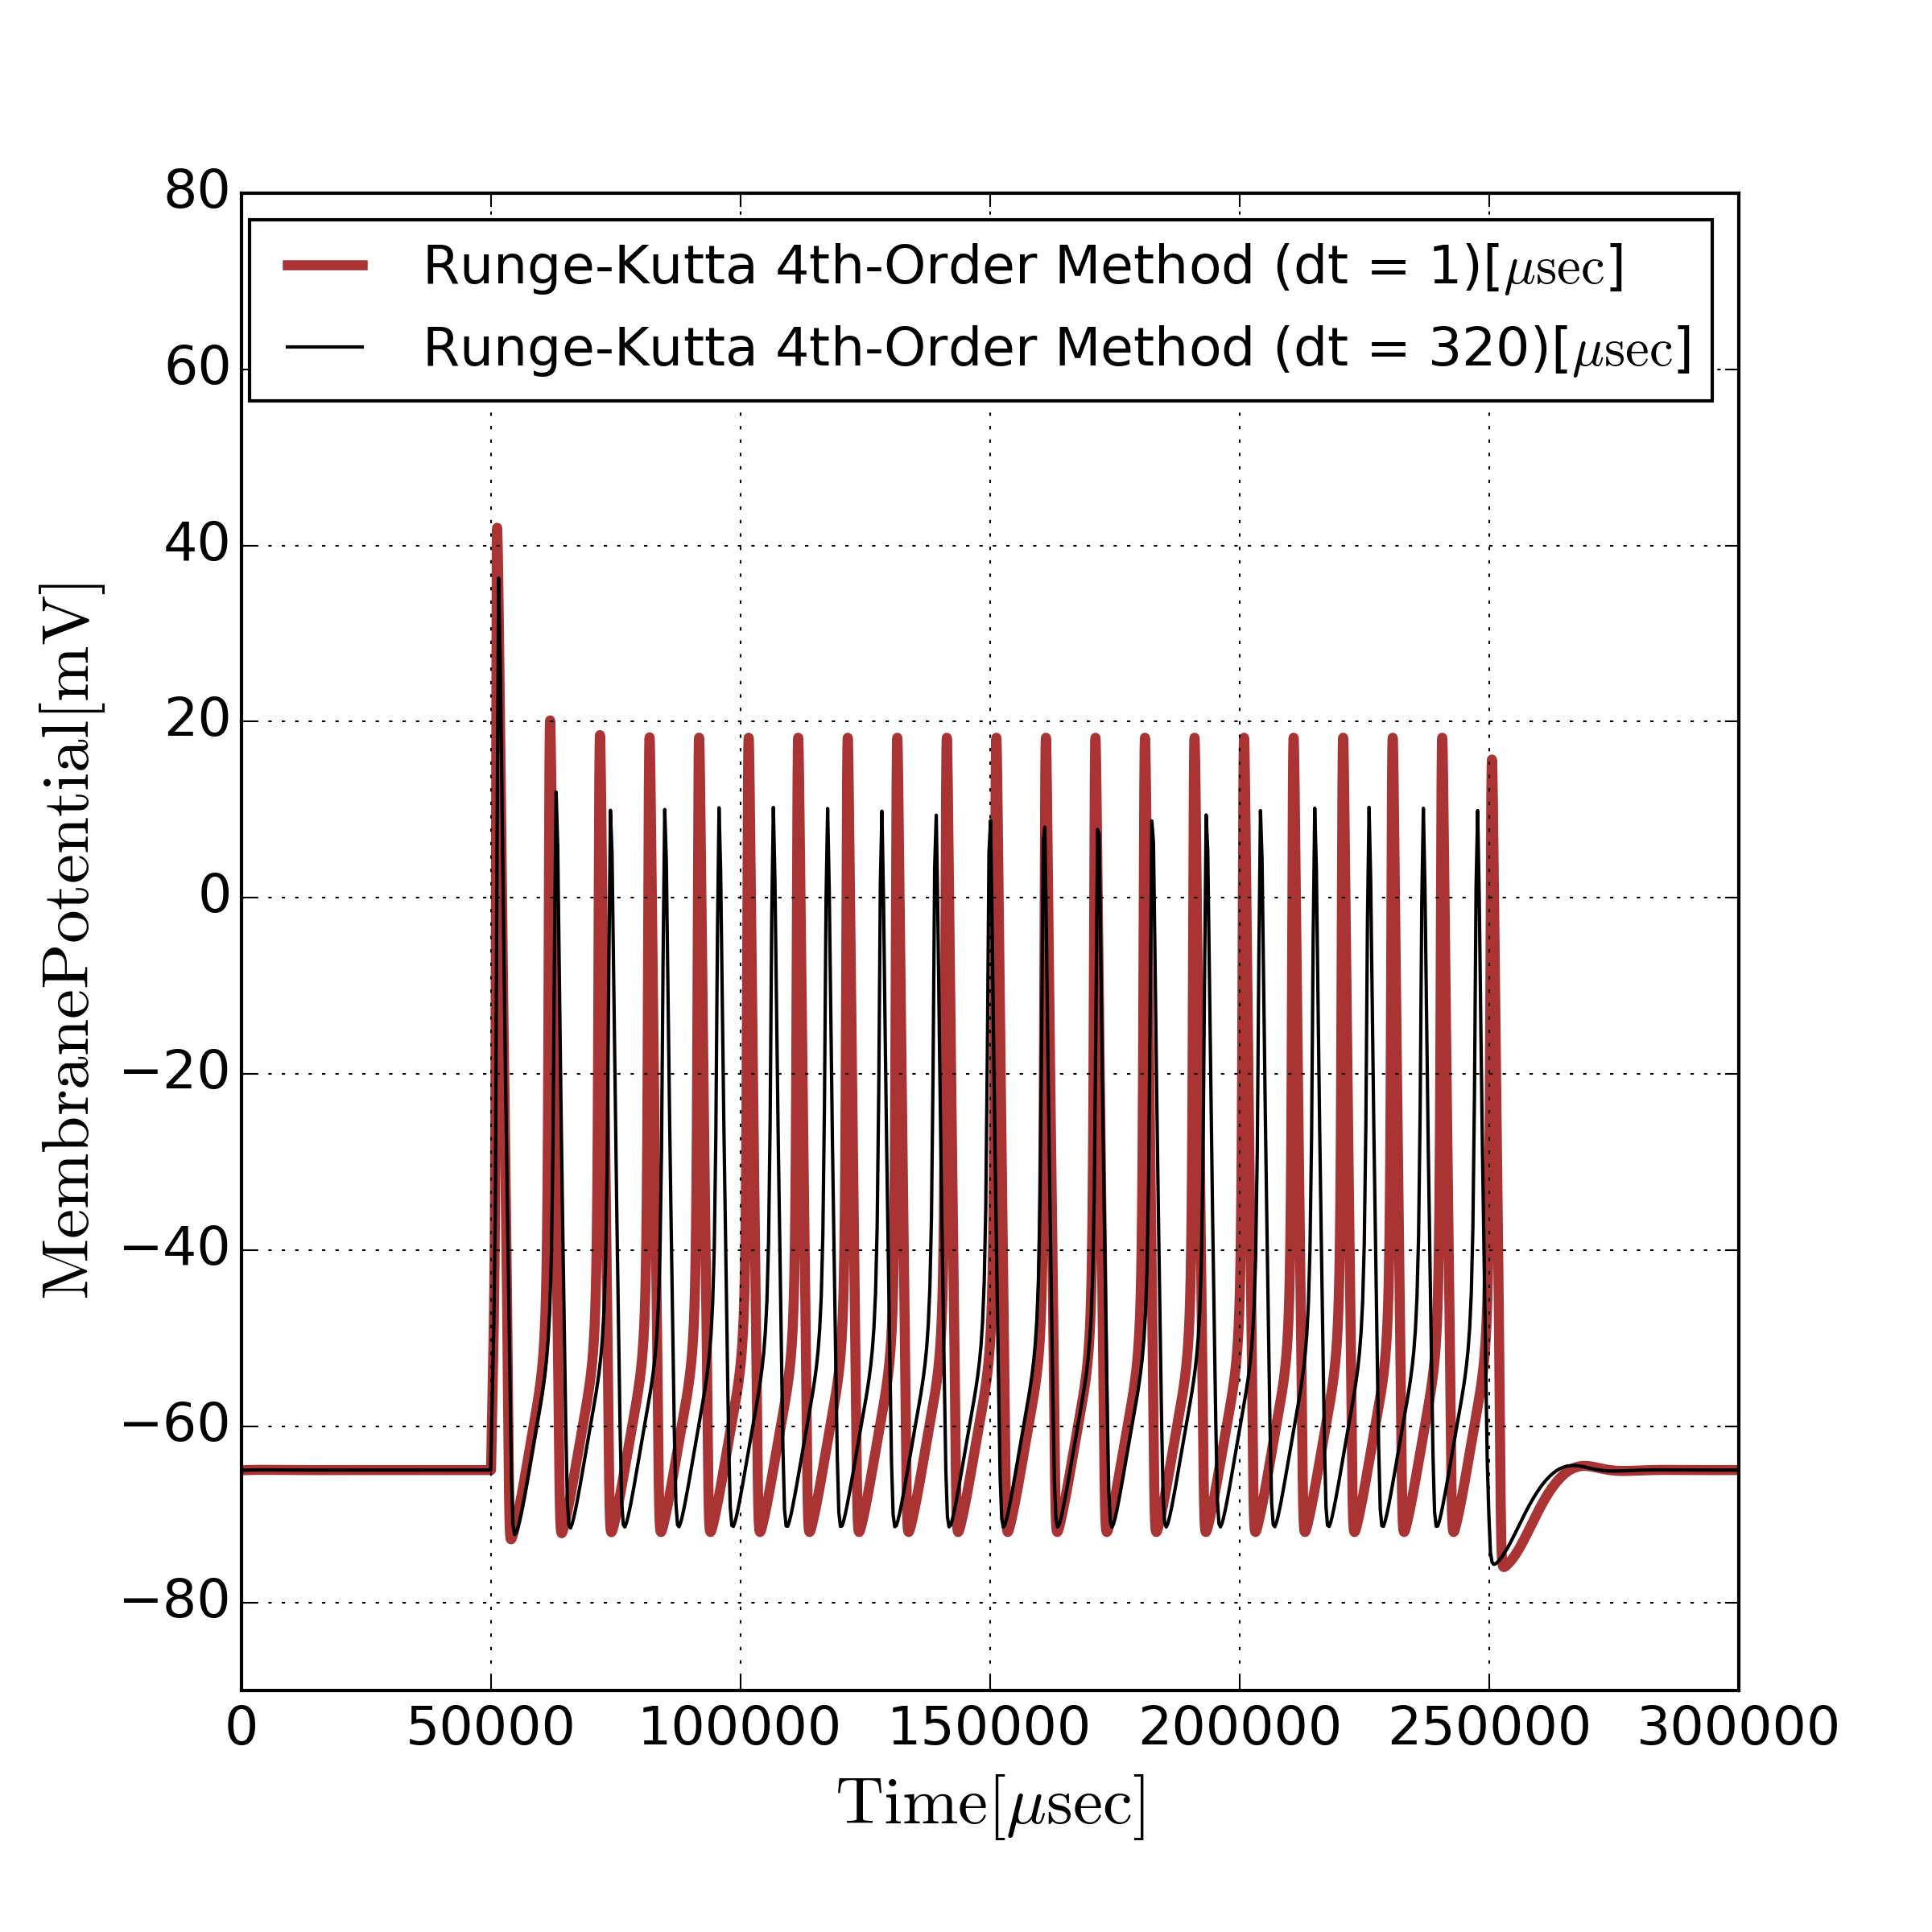 80
Runge-Kutta 4th-Order Method (dt = 1)[μsec]
Runge-Kutta 4th-Order Method (dt = 320)[μsec]
60
40
20
0
−20
−40
−60
−80
MembranePotential[mV]
0 50000 100000 150000 200000 250000 300000
Time[μsec]